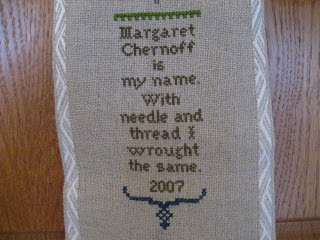 Margaret
Chernoff
is
my name.
With
needle and
thread I
wrought
the same.
2007